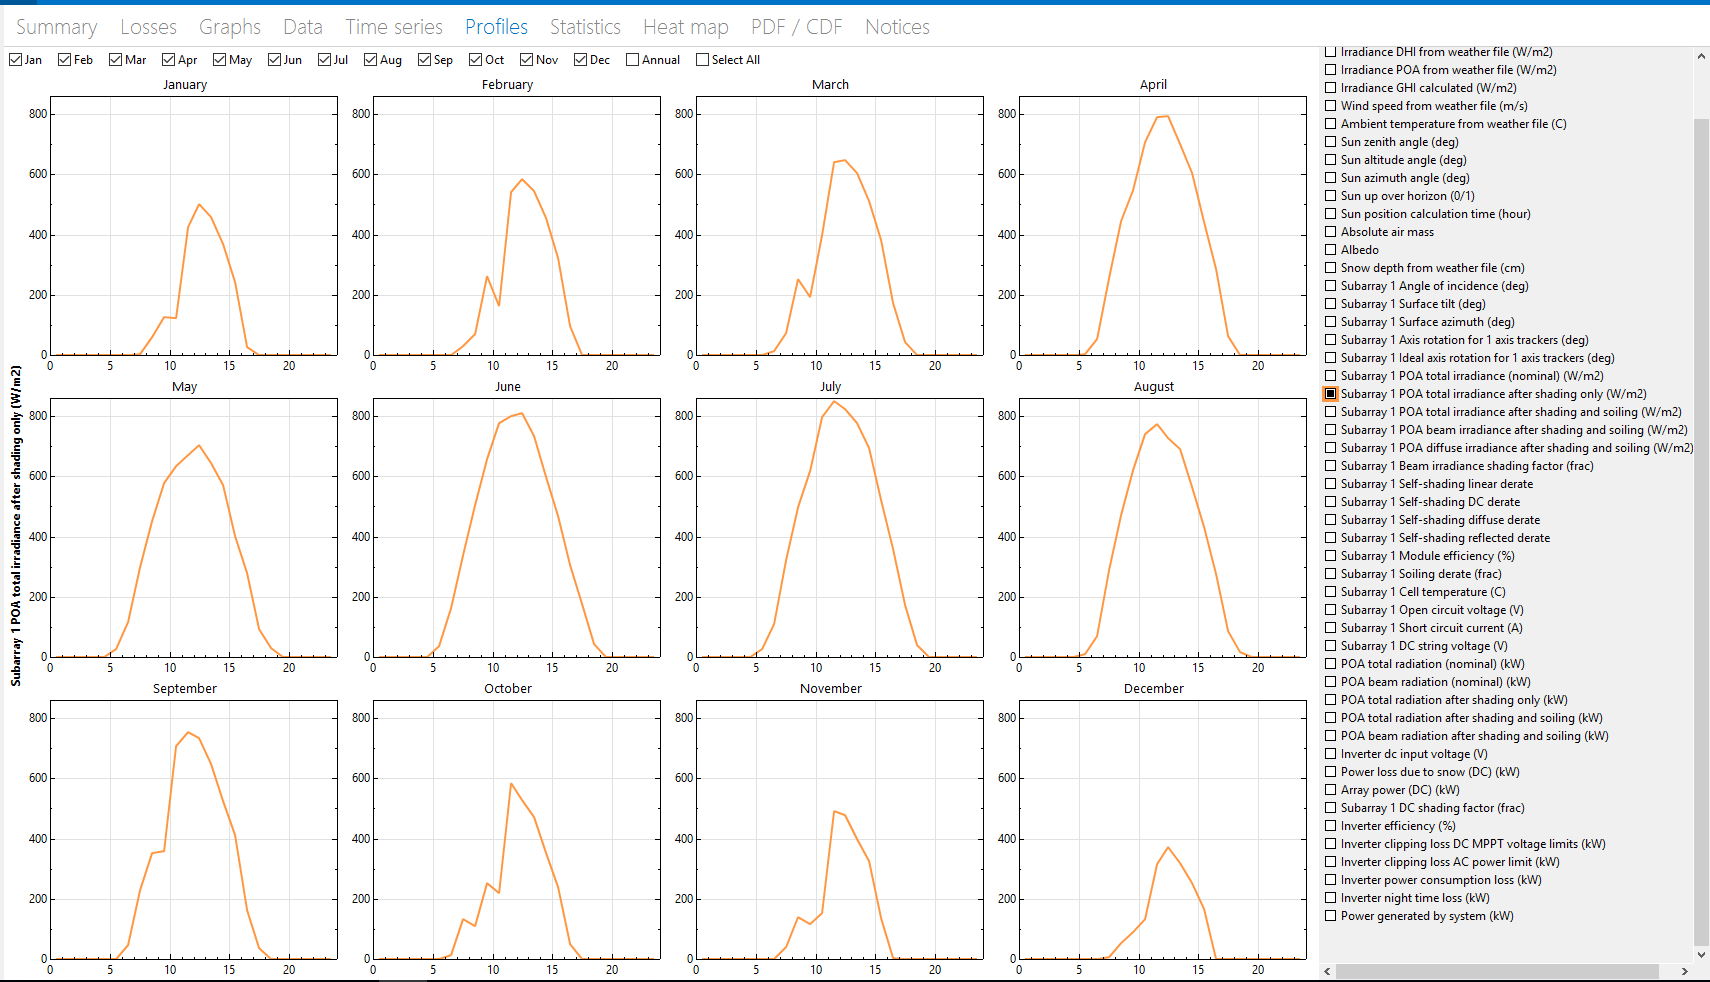 Summary Losses Graphs Data Time series Profiles Statistics Heat map PDF / CDF Notices
Jan Feb Mar Apr May Jun Jul Aug Sep Oct Nov Dec Annual Select All
Subarray 1 POA total irradiance after shading only (W/m2)
January
800
600
400
200
0
0 5 10 15 20
February
800
600
400
200
0
0 5 10 15 20
March
800
600
400
200
0
0 5 10 15 20
April
800
600
400
200
0
0 5 10 15 20
May
800
600
400
200
0
0 5 10 15 20
June
800
600
400
200
0
0 5 10 15 20
July
800
600
400
200
0
0 5 10 15 20
August
800
600
400
200
0
0 5 10 15 20
September
800
600
400
200
0
0 5 10 15 20
October
800
600
400
200
0
0 5 10 15 20
November
800
600
400
200
0
0 5 10 15 20
December
800
600
400
200
0
0 5 10 15 20
Irradiance DHI from weather file (W/m2)
Irradiance POA from weather file (W/m2)
Irradiance GHI calculated (W/m2)
Wind speed from weather file (m/s)
Ambient temperature from weather file (C)
Sun zenith angle (deg)
Sun altitude angle (deg)
Sun azimuth angle (deg)
Sun up over horizon (0/1)
Sun position calculation time (hour)
Absolute air mass
Albedo
Snow depth from weather file (cm)
Subarray 1 Angle of incidence (deg)
Subarray 1 Surface tilt (deg)
Subarray 1 Surface azimuth (deg)
Subarray 1 Axis rotation for 1 axis trackers (deg)
Subarray 1 Ideal axis rotation for 1 axis trackers (deg)
Subarray 1 POA total irradiance (nominal) (W/m2)
Subarray 1 POA total irradiance after shading only (W/m2)
Subarray 1 POA total irradiance after shading and soiling (W/m2)
Subarray 1 POA beam irradiance after shading and soiling (W/m2)
Subarray 1 POA diffuse irradiance after shading and soiling (W/m2)
Subarray 1 Beam irradiance shading factor (frac)
Subarray 1 Self-shading linear derate
Subarray 1 Self-shading DC derate
Subarray 1 Self-shading diffuse derate
Subarray 1 Self-shading reflected derate
Subarray 1 Module efficiency (%)
Subarray 1 Soiling derate (frac)
Subarray 1 Cell temperature (C)
Subarray 1 Open circuit voltage (V)
Subarray 1 Short circuit current (A)
Subarray 1 DC string voltage (V)
POA total radiation (nominal) (kW)
POA beam radiation (nominal) (kW)
POA total radiation after shading only (kW)
POA total radiation after shading and soiling (kW)
POA beam radiation after shading and soiling (kW)
Inverter dc input voltage (V)
Power loss due to snow (DC) (kW)
Array power (DC) (kW)
Subarray 1 DC shading factor (frac)
Inverter efficiency (%)
Inverter clipping loss DC MPPT voltage limits (kW)
Inverter clipping loss AC power limit (kW)
Inverter power consumption loss (kW)
Inverter night time loss (kW)
Power generated by system (kW)